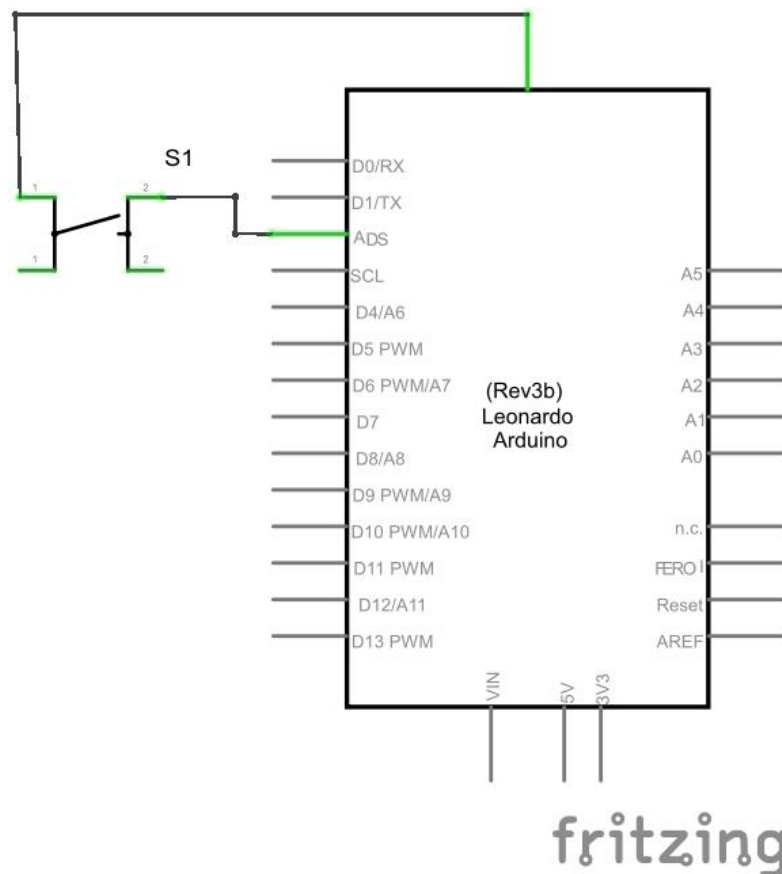 S1
1
2
1
2
D0/RX
D1/TX
ADS
SCL
D4/A6
D5 PWM
D6 PWM/A7
D7
D8/A8
D9 PWM/A9
D10 PWM/A10
D11 PWM
D12/A11
D13 PWM
(Rev3b)
Leonardo
Arduino
A5
A4
A3
A2
A1
A0
n.c.
Reset
AREF
VIN
5V
3V3
fritzing